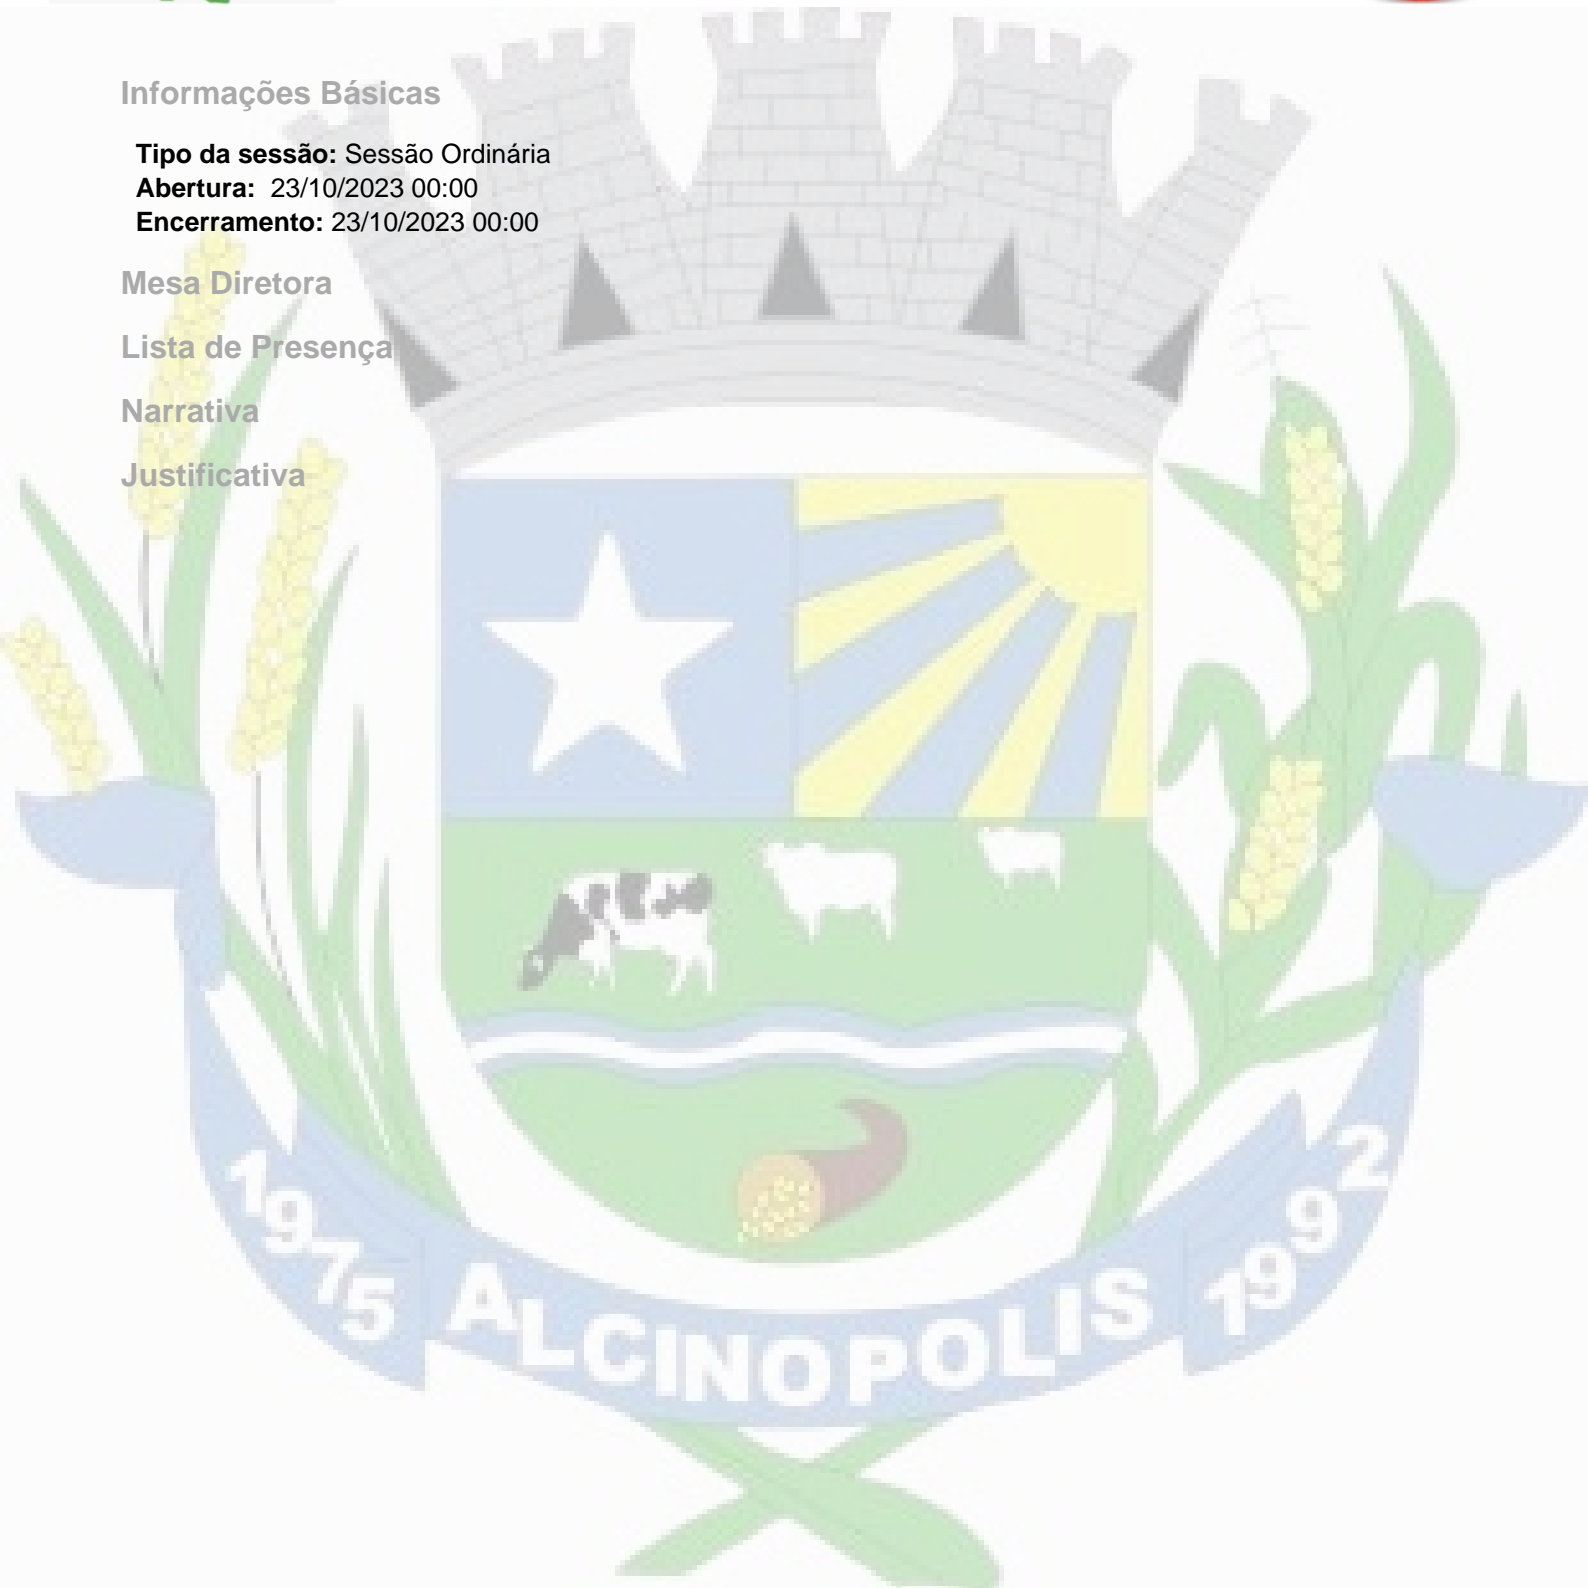 Informações Básicas
Tipo da sessão: Sessão Ordinária
Abertura: 23/10/2023 00:00
Encerramento: 23/10/2023 00:00
Mesa Diretora
Lista de Presença
Narrativa
Justificativa
1975 ALCINOPOLIS 1992